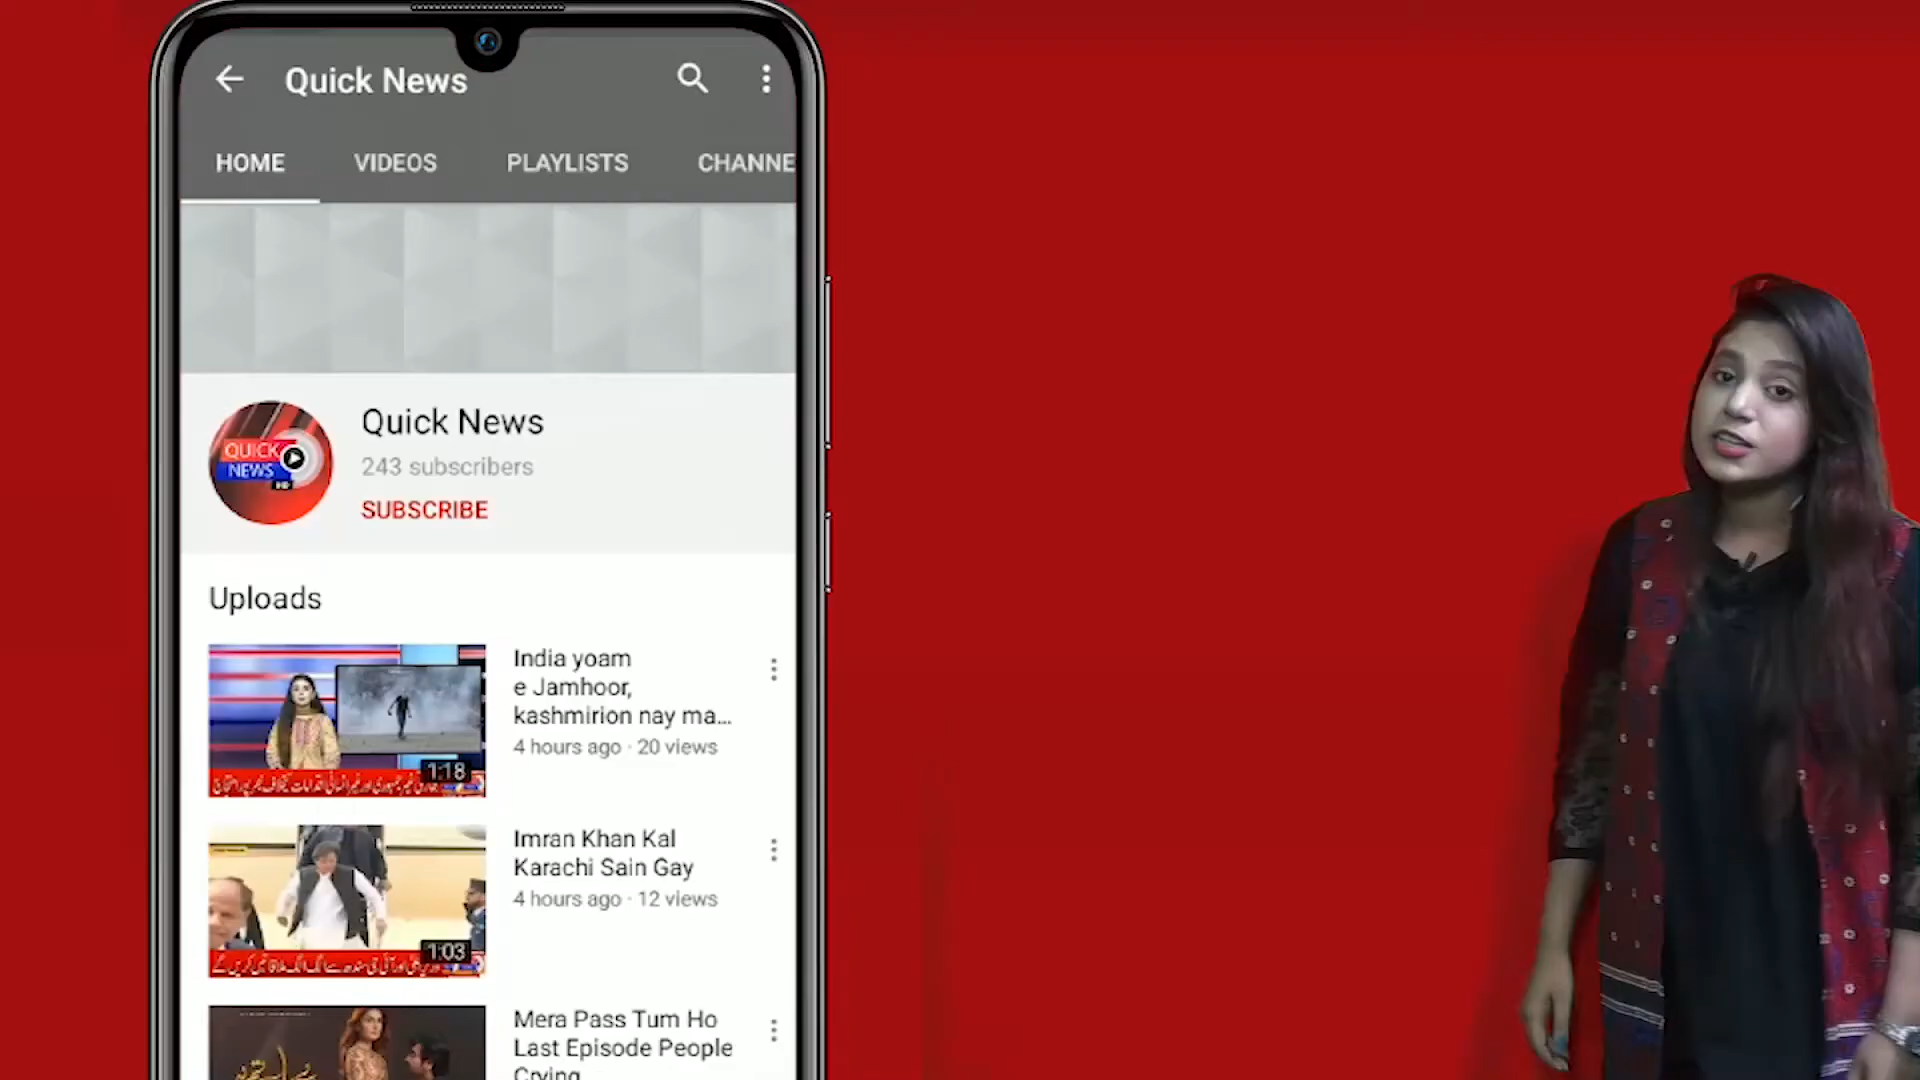 Quick News
HOME VIDEOS PLAYLISTS CHANNE
QUICK
NEWS
HD
Quick News
243 subscribers
SUBSCRIBE
Uploads
India yoam
e Jamhoor,
kashmirion nay ma...
4 hours ago · 20 views
1:18
Imran Khan Kal
Karachi Sain Gay
4 hours ago · 12 views
1:03
Mera Pass Tum Ho
Last Episode People
Crying